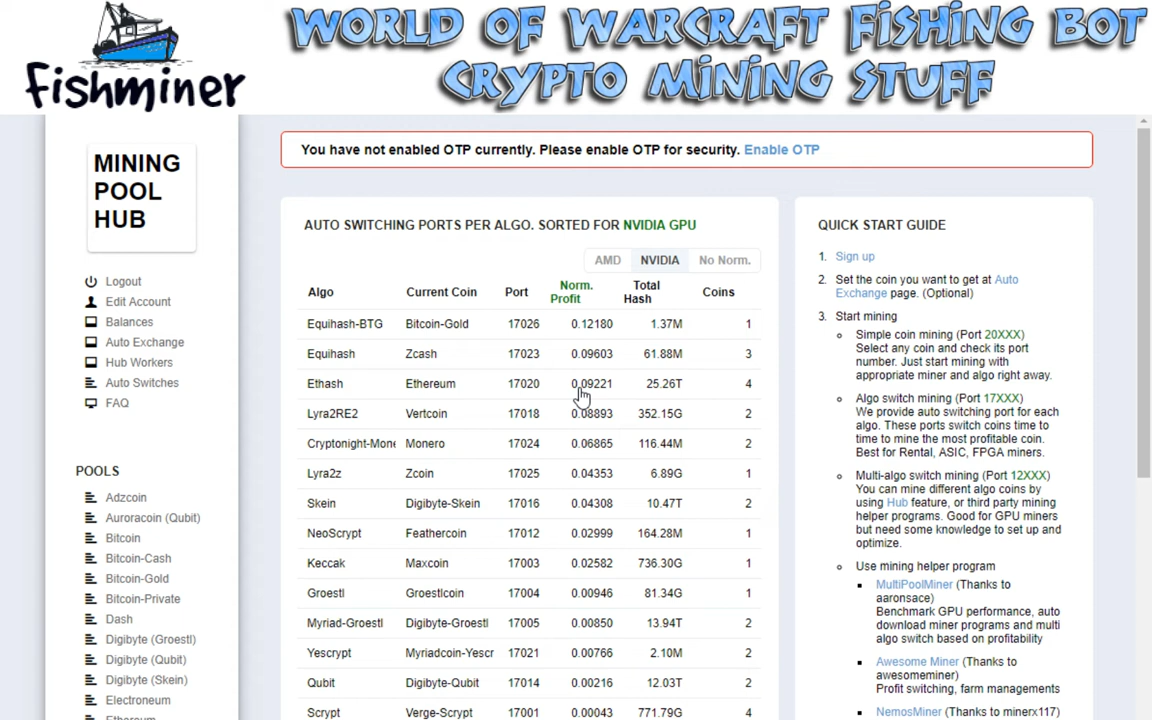 WORLD OF WARCRAFT FISHING BOT
CRYPTO MINING STUFF
Fishminer
MINING
POOL
HUB
Logout
Edit Account
Balances
Auto Exchange
Hub Workers
Auto Switches
FAQ
POOLS
Adzcoin
Auroracoin (Qubit)
Bitcoin
Bitcoin-Cash
Bitcoin-Gold
Bitcoin-Private
Dash
Digibyte (Groestl)
Digibyte (Qubit)
Digibyte (Skein)
Electroneum
Ethereum
You have not enabled OTP currently. Please enable OTP for security. Enable OTP
AUTO SWITCHING PORTS PER ALGO. SORTED FOR NVIDIA GPU
AMD NVIDIA No Norm.
Algo Current Coin Port Norm. Profit Total Hash Coins
Equihash-BTG Bitcoin-Gold 17026 0.12180 1.37M 1
Equihash Zcash 17023 0.09603 61.88M 3
Ethash Ethereum 17020 0.09221 25.26T 4
Lyra2RE2 Vertcoin 17018 0.08893 352.15G 2
Cryptonight-Mone Monero 17024 0.06865 116.44M 2
Lyra2z Zcoin 17025 0.04353 6.89G 1
Skein Digibyte-Skein 17016 0.04308 10.47T 2
NeoScrypt Feathercoin 17012 0.02999 164.28M 1
Keccak Maxcoin 17003 0.02582 736.30G 1
Groestl Groestlcoin 17004 0.00946 81.34G 1
Myriad-Groestl Digibyte-Groestl 17005 0.00850 13.94T 2
Yescrypt Myriadcoin-Yescr 17021 0.00766 2.10M 2
Qubit Digibyte-Qubit 17014 0.00216 12.03T 2
Scrypt Verge-Scrypt 17001 0.00043 771.79G 4
QUICK START GUIDE
1. Sign up
2. Set the coin you want to get at Auto
Exchange page. (Optional)
3. Start mining
Simple coin mining (Port 20XXX)
Select any coin and check its port
number. Just start mining with
appropriate miner and algo right away.
Algo switch mining (Port 17XXX)
We provide auto switching port for each
algo. These ports switch coins time to
time to mine the most profitable coin.
Best for Rental, ASIC, FPGA miners.
Multi-algo switch mining (Port 12XXX)
You can mine different algo coins by
using Hub feature, or third party mining
helper programs. Good for GPU miners
but need some knowledge to set up and
optimize.
Use mining helper program
MultiPoolMiner (Thanks to
aaronsace)
Benchmark GPU performance, auto
download miner programs and multi
algo switch based on profitability
Awesome Miner (Thanks to
awesomeminer)
Profit switching, farm managements
NemosMiner (Thanks to minerx117)